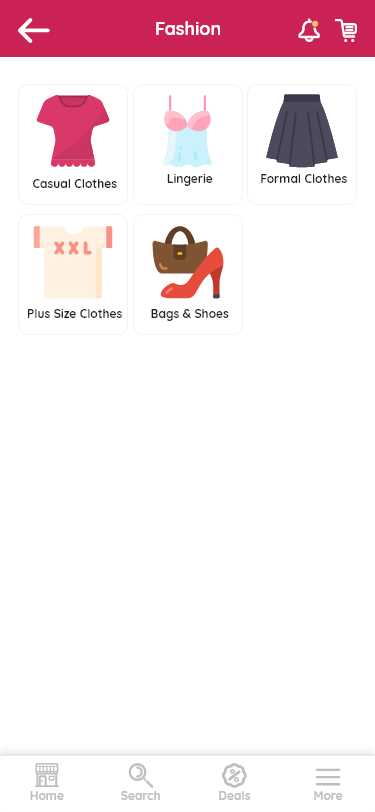 Fashion
Casual Clothes
Lingerie
Formal Clothes
XXL
Plus Size Clothes
Bags & Shoes
Home
Search
Deals
More